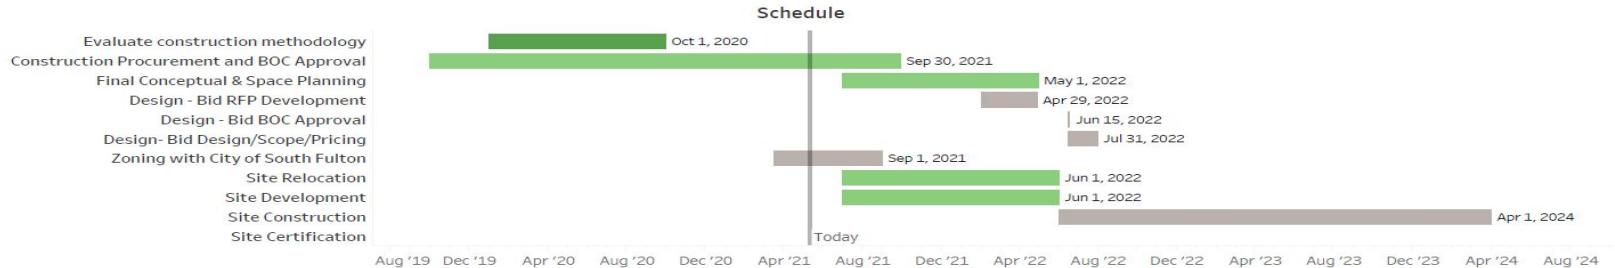 Schedule
Evaluate construction methodology Oct 1, 2020
Construction Procurement and BOC Approval Sep 30, 2021
Final Conceptual & Space Planning May 1, 2022
Design - Bid RFP Development Apr 29, 2022
Design - Bid BOC Approval Jun 15, 2022
Design- Bid Design/Scope/Pricing Jul 31, 2022
Zoning with City of South Fulton Sep 1, 2021
Site Relocation Jun 1, 2022
Site Development Jun 1, 2022
Site Construction Apr 1, 2024
Site Certification Today
Aug '19 Dec '19 Apr '20 Aug '20 Dec '20 Apr '21 Aug '21 Dec '21 Apr '22 Aug '22 Dec '22 Apr '23 Aug '23 Dec '23 Apr '24 Aug '24